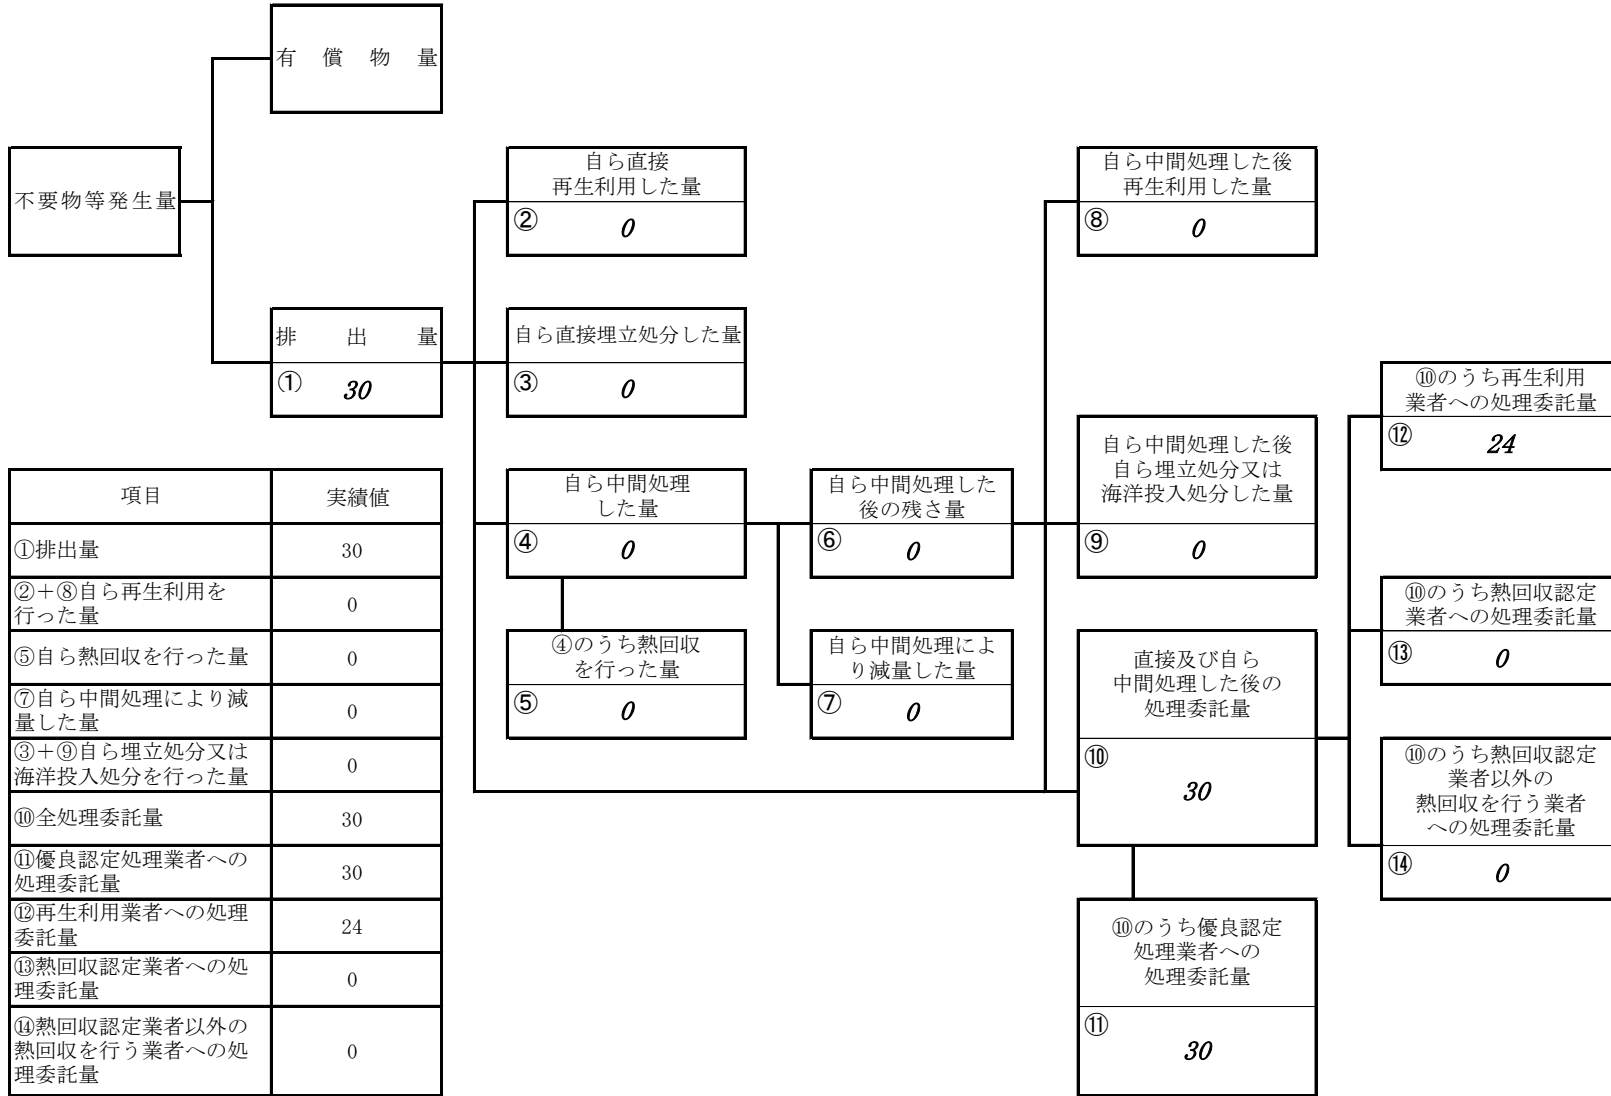 有償物量
不要物等発生量
排出量
① 30
自ら直接
再生利用した量
② 0
自ら直接埋立処分した量
③ 0
自ら中間処理
した量
④ 0
④のうち熱回収
を行った量
⑤ 0
自ら中間処理した
後の残さ量
⑥ 0
自ら中間処理によ
り減量した量
⑦ 0
自ら中間処理した後
再生利用した量
⑧ 0
自ら中間処理した後
自ら埋立処分又は
海洋投入処分した量
⑨ 0
直接及び自ら
中間処理した後の
処理委託量
⑩
30
⑩のうち優良認定
処理業者への
処理委託量
⑪
30
⑩のうち再生利用
業者への処理委託量
⑫ 24
⑩のうち熱回収認定
業者への処理委託量
⑬ 0
⑩のうち熱回収認定
業者以外の
熱回収を行う業者
への処理委託量
⑭ 0
項目 実績値
①排出量 30
②+⑧自ら再生利用を
行った量 0
⑤自ら熱回収を行った量 0
⑦自ら中間処理により減
量した量 0
③+⑨自ら埋立処分又は
海洋投入処分を行った量 0
⑩全処理委託量 30
⑪優良認定処理業者への
処理委託量 30
⑫再生利用業者への処理
委託量 24
⑬熱回収認定業者への処
理委託量 0
⑭熱回収認定業者以外の
熱回収を行う業者への処
理委託量 0